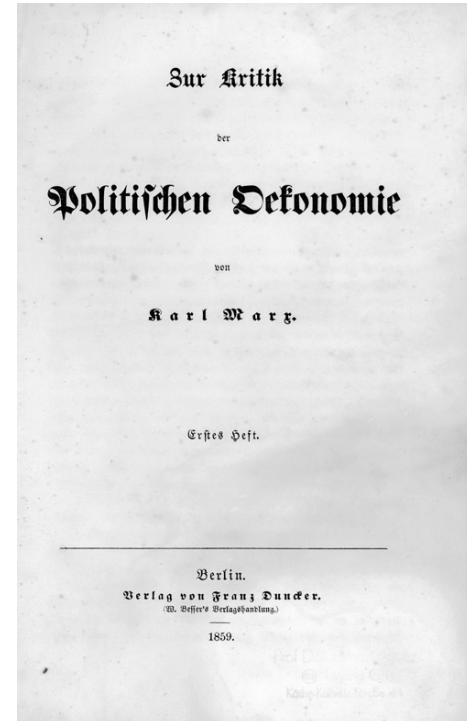 Zur Kritik
der
Politischen Oekonomie
von
Karl Marx.
Erstes Heft.
Berlin.
Verlag von Franz Duncker.
(W. Besser's Verlagshandlung.)
1859.